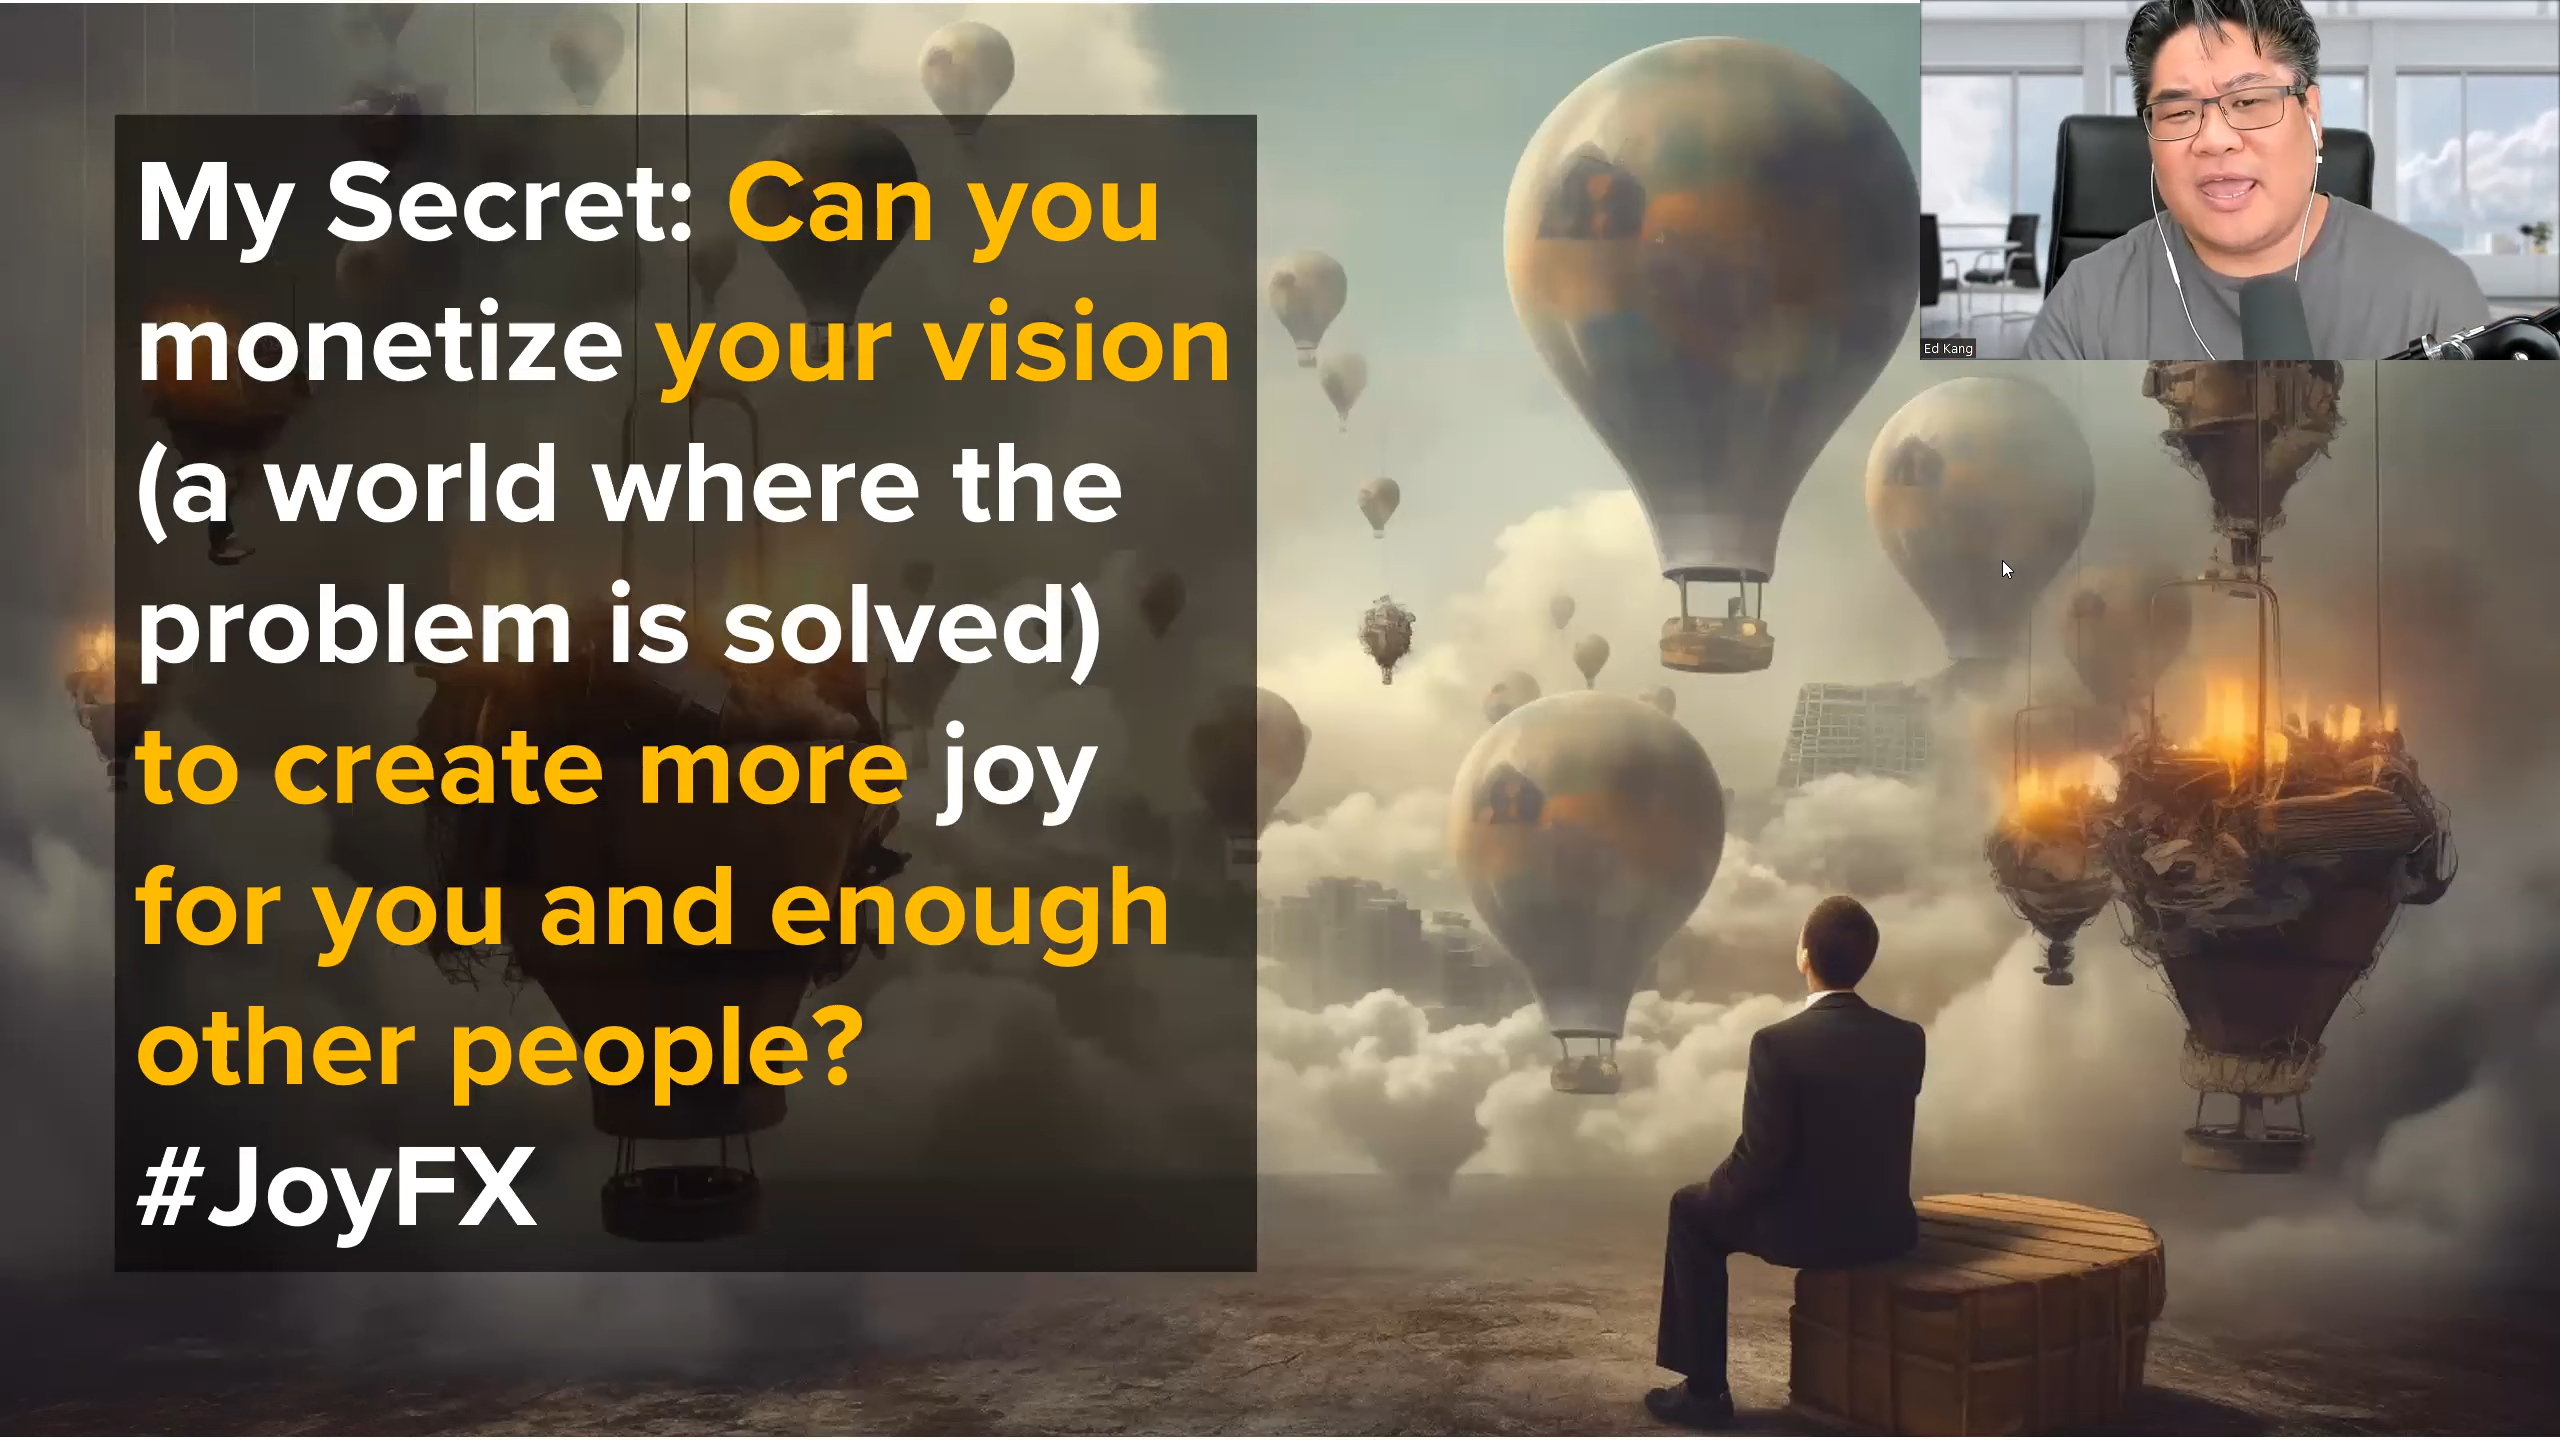 My Secret: Can you
monetize your vision
(a world where the
problem is solved)
to create more joy
for you and enough
other people?
#JoyFX
Ed Kang